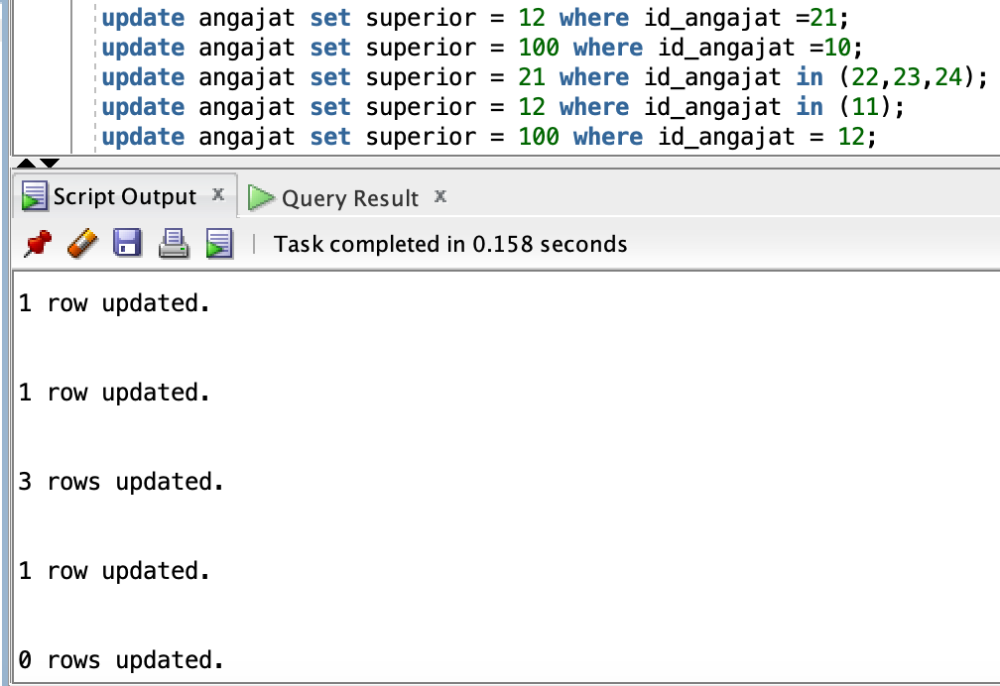 update angajat set superior = 12 where id_angajat =21;
update angajat set superior = 100 where id_angajat =10;
update angajat set superior = 21 where id_angajat in (22,23,24);
update angajat set superior = 12 where id_angajat in (11);
update angajat set superior = 100 where id_angajat = 12;
Script Output x Query Result x
| Task completed in 0.158 seconds
1 row updated.
1 row updated.
3 rows updated.
1 row updated.
0 rows updated.